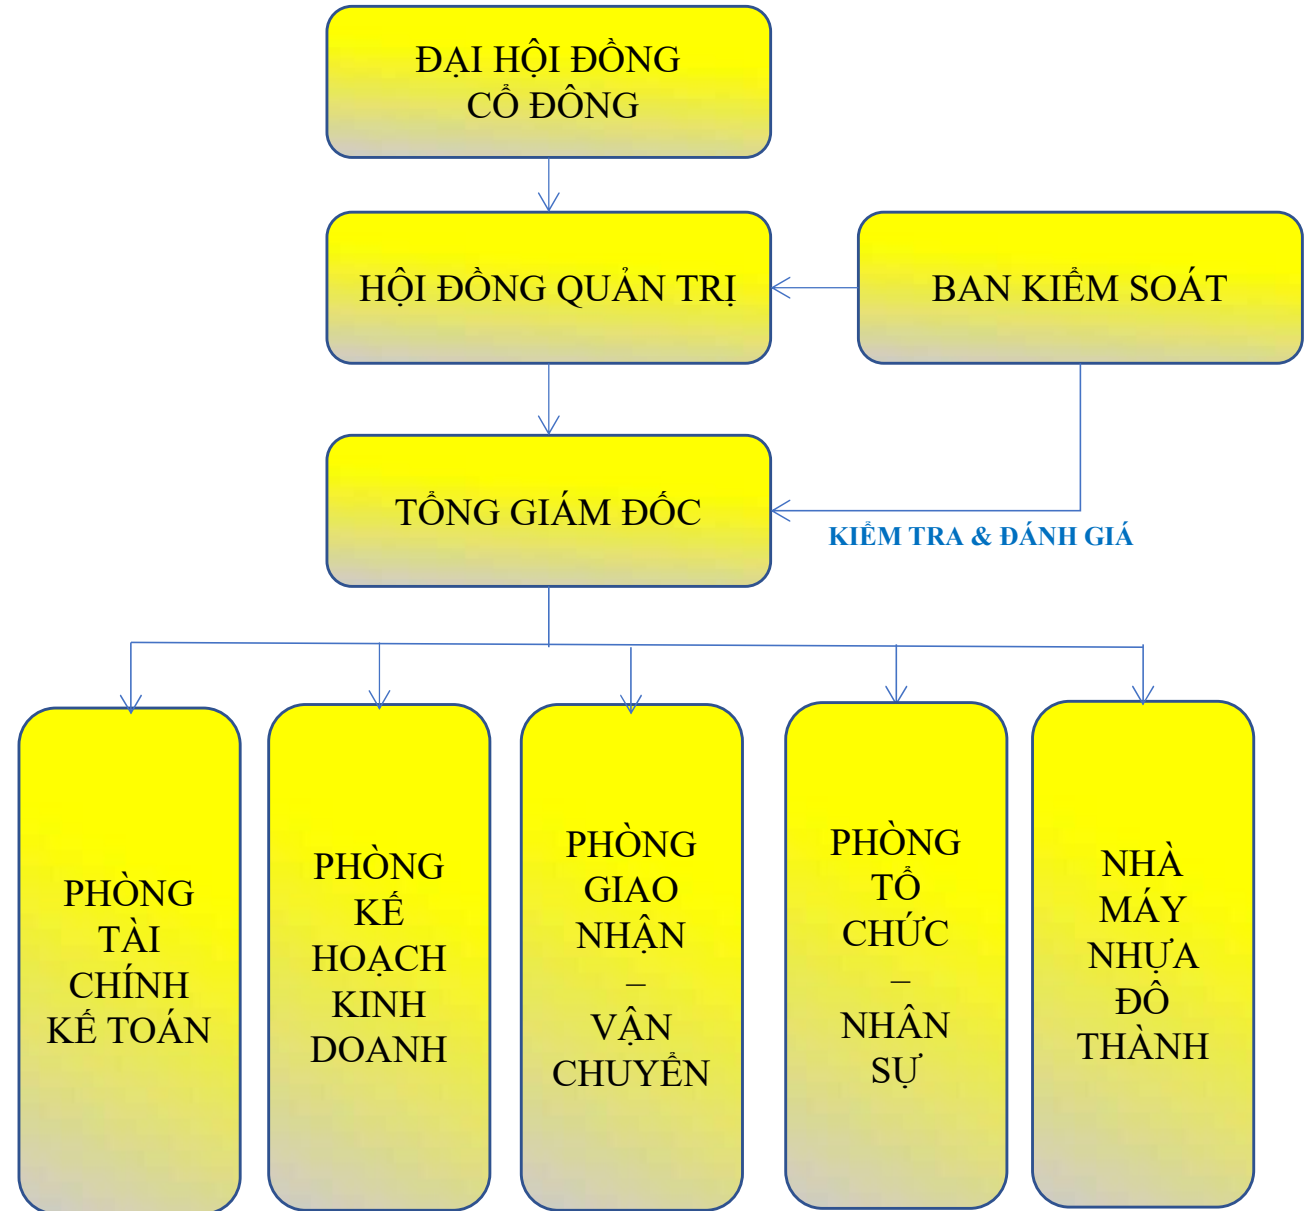 ĐẠI HỘI ĐỒNG
CỔ ĐÔNG
HỘI ĐỒNG QUẢN TRỊ
BAN KIỂM SOÁT
TỔNG GIÁM ĐỐC
KIỂM TRA & ĐÁNH GIÁ
PHÒNG
TÀI
CHÍNH
KẾ TOÁN
PHÒNG
KẾ
HOẠCH
KINH
DOANH
PHÒNG
GIAO
NHẬN
–
VẬN
CHUYỂN
PHÒNG
TỔ
CHỨC
–
NHÂN
SỰ
NHÀ
MÁY
NHỰA
ĐÔ
THÀNH